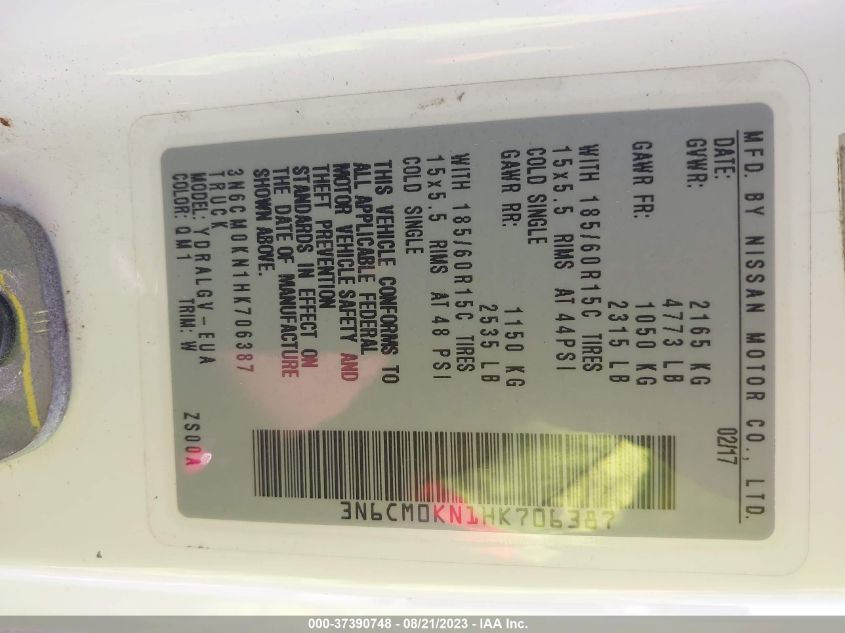 MFD. BY NISSAN MOTOR CO., LTD.
DATE: 02/17
GVWR: 2165 KG
4773 LB
GAWR FR: 1050 KG
2315 LB
WITH 185/60R15C TIRES
15x5.5 RIMS AT 44PSI
COLD SINGLE
GAWR RR: 1150 KG
2535 LB
WITH 185/60R15C TIRES
15x5.5 RIMS AT 48 PSI
COLD SINGLE
THIS VEHICLE CONFORMS TO
ALL APPLICABLE FEDERAL
MOTOR VEHICLE SAFETY AND
THEFT PREVENTION
STANDARDS IN EFFECT ON
THE DATE OF MANUFACTURE
SHOWN ABOVE.
3N6CM0KN1HK706387
TRUCK
MODEL: YDRALGV-EUA
COLOR: QM1 TRIM: W ZS00A
3N6CM0KN1HK706387
000-37390748 - 08/21/2023 - IAA Inc.